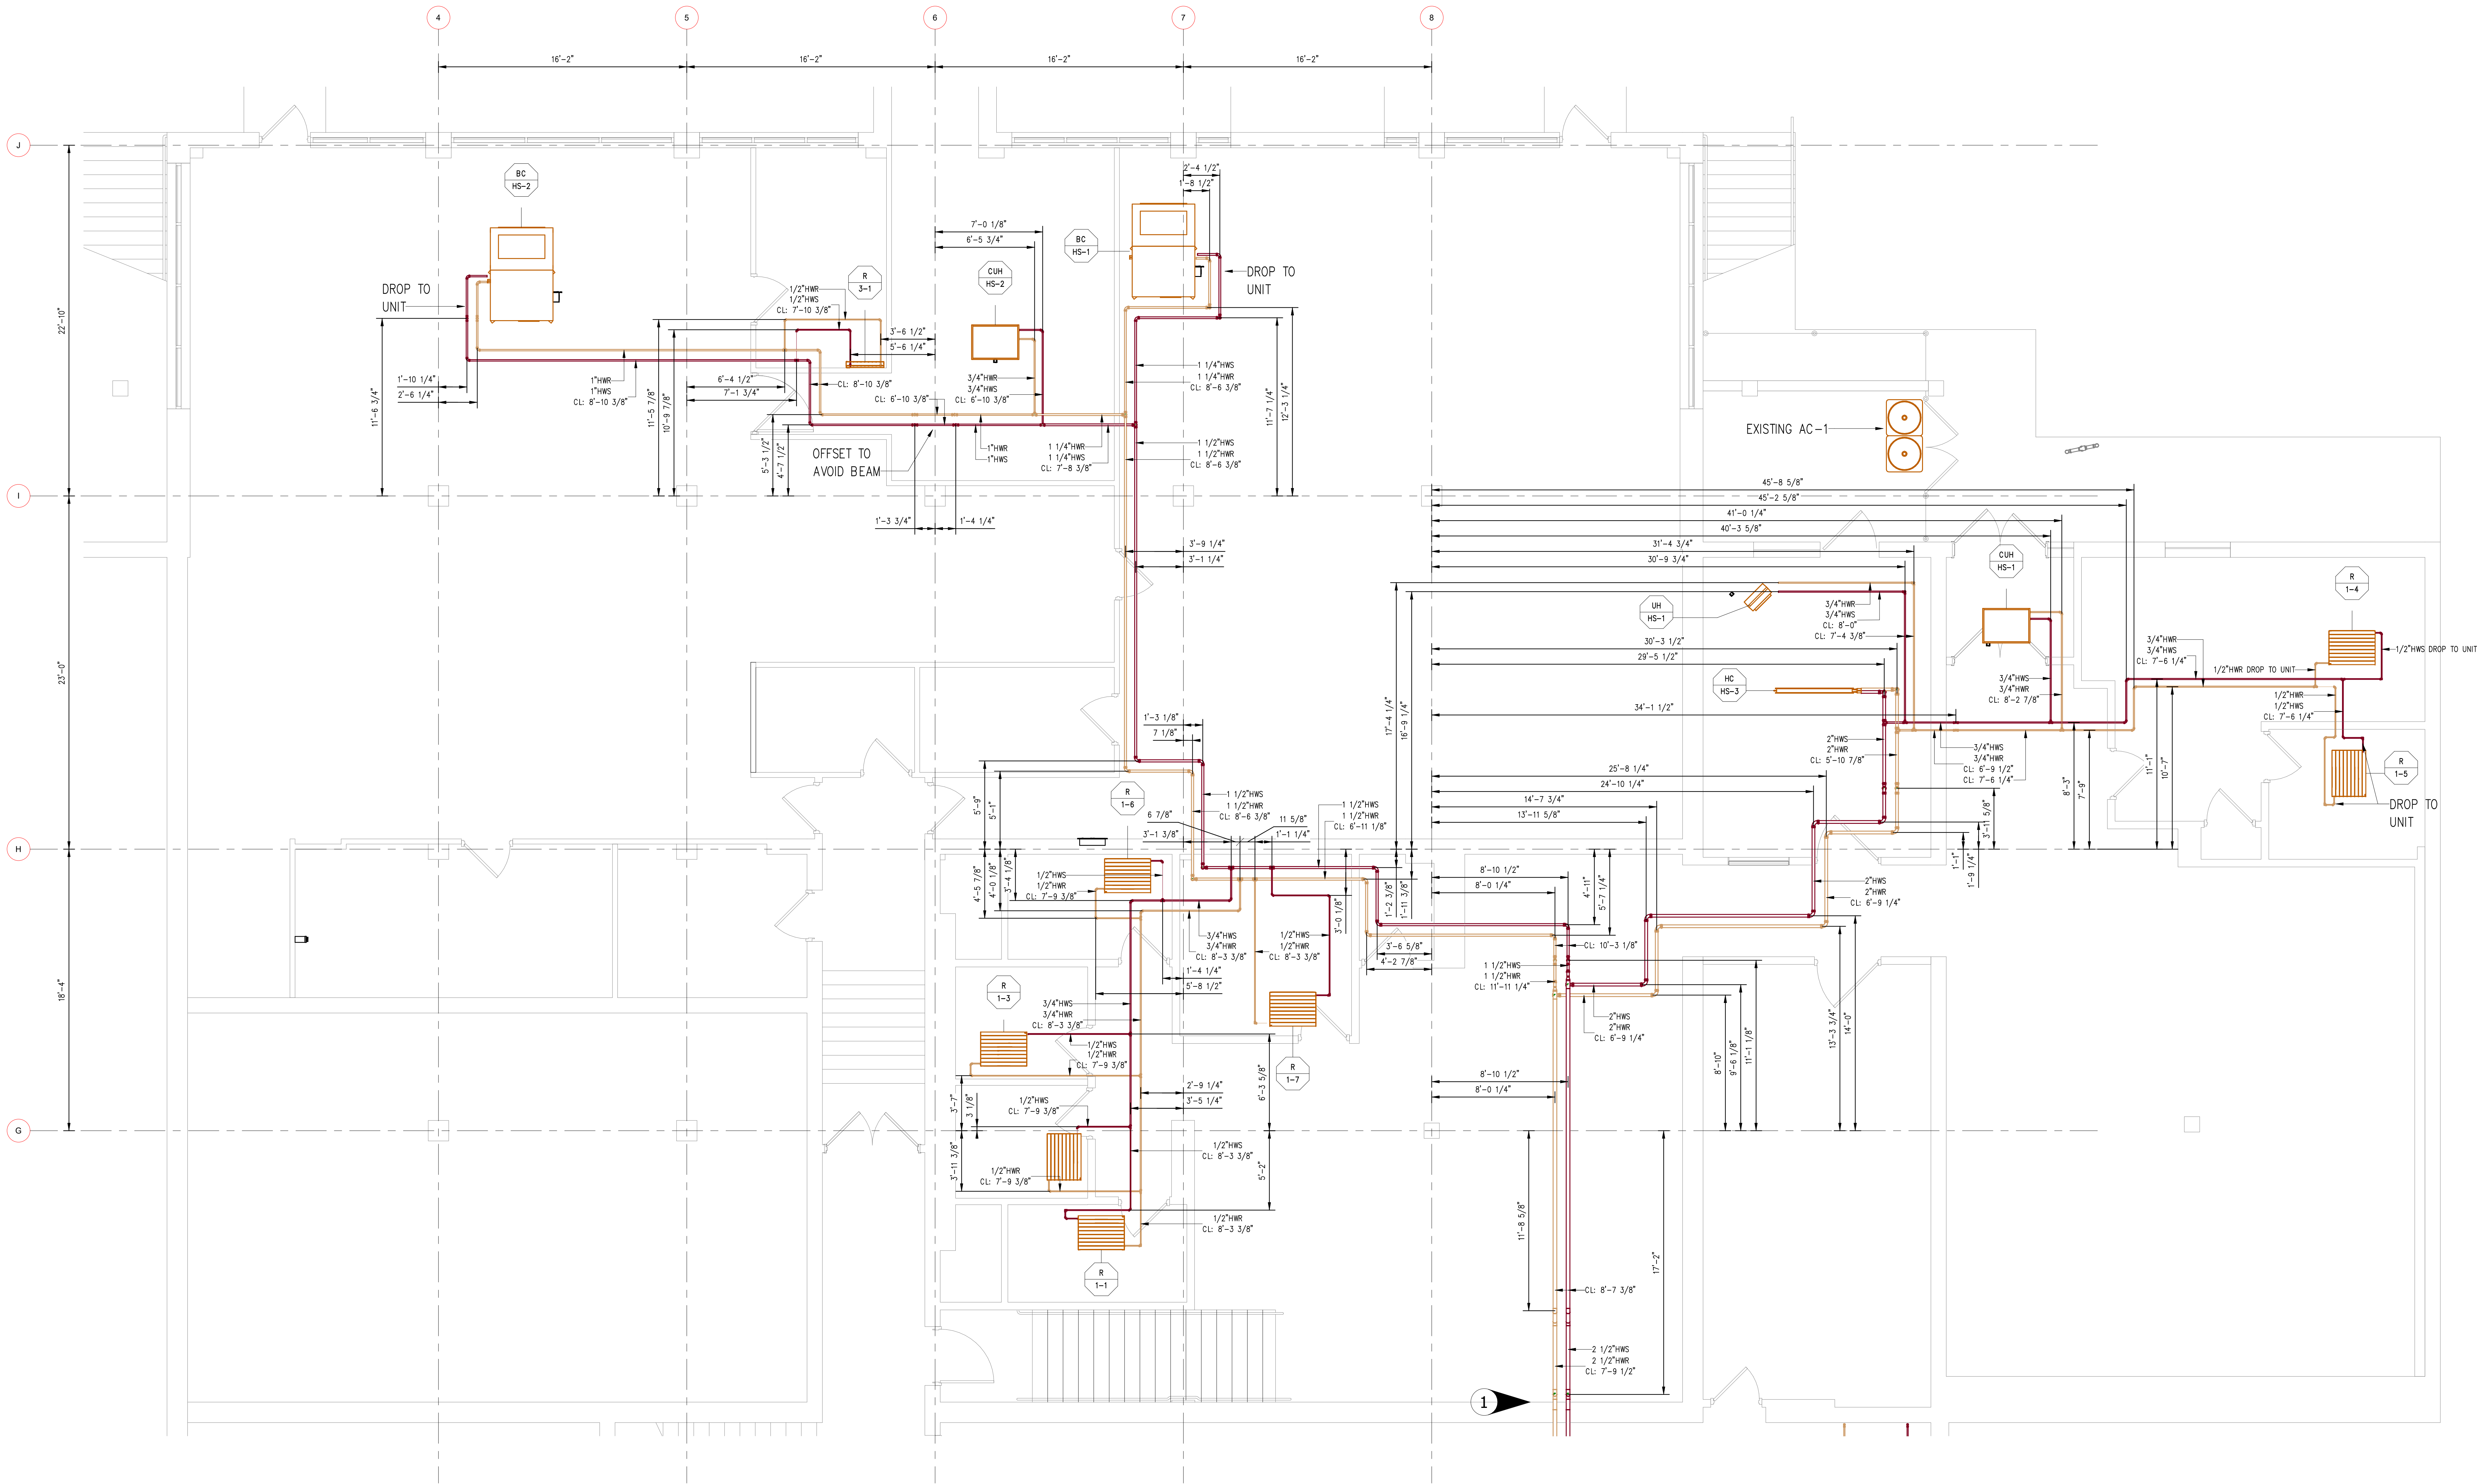 4
5
6
7
8
16'-2"
16'-2"
16'-2"
16'-2"
J
I
H
G
22'-10"
23'-0"
18'-4"
BC
HS-2
DROP TO
UNIT
11'-6 3/4"
1'-10 1/4"
2'-6 1/4"
1"HWR
1"HWS
CL: 8'-10 3/8"
11'-5 7/8"
10'-9 7/8"
6'-4 1/2"
7'-1 3/4"
1/2"HWR
1/2"HWS
CL: 7'-10 3/8"
R
3-1
3'-6 1/2"
5'-6 1/4"
CL: 8'-10 3/8"
CL: 6'-10 3/8"
5'-3 1/2"
4'-7 1/2"
OFFSET TO
AVOID BEAM
1'-3 3/4"
1'-4 1/4"
7'-0 1/8"
6'-5 3/4"
CUH
HS-2
3/4"HWR
3/4"HWS
CL: 6'-10 3/8"
1"HWR
1"HWS
1 1/4"HWR
1 1/4"HWS
CL: 7'-8 3/8"
BC
HS-1
2'-4 1/2"
1'-8 1/2"
DROP TO
UNIT
1 1/4"HWS
1 1/4"HWR
CL: 8'-6 3/8"
1 1/2"HWS
1 1/2"HWR
CL: 8'-6 3/8"
11'-7 1/4"
12'-3 1/4"
3'-9 1/4"
3'-1 1/4"
EXISTING AC-1
45'-8 5/8"
45'-2 5/8"
41'-0 1/4"
40'-3 5/8"
31'-4 3/4"
30'-9 3/4"
UH
HS-1
3/4"HWR
3/4"HWS
CL: 8'-0"
CL: 7'-4 3/8"
CUH
HS-1
30'-3 1/2"
29'-5 1/2"
HC
HS-3
34'-1 1/2"
17'-4 1/4"
16'-9 1/4"
3/4"HWS
3/4"HWR
CL: 8'-2 7/8"
3/4"HWR
3/4"HWS
CL: 7'-6 1/4"
R
1-4
1/2"HWS DROP TO UNIT
1/2"HWR DROP TO UNIT
1/2"HWR
1/2"HWS
CL: 7'-6 1/4"
R
1-5
DROP TO
UNIT
2"HWS
2"HWR
CL: 5'-10 7/8"
3/4"HWS
3/4"HWR
CL: 6'-9 1/2"
CL: 7'-6 1/4"
8'-3"
7'-9"
11'-1"
10'-7"
3'-11 5/8"
1'-1"
1'-9 1/4"
25'-8 1/4"
24'-10 1/4"
14'-7 3/4"
13'-11 5/8"
1'-3 1/8"
7 1/8"
5'-9"
5'-1"
R
1-6
1 1/2"HWS
1 1/2"HWR
CL: 8'-6 3/8"
6 7/8"
11 5/8"
3'-1 3/8"
1'-1 1/4"
1 1/2"HWS
1 1/2"HWR
CL: 6'-11 1/8"
4'-5 7/8"
4'-0 1/8"
3'-4 1/8"
1/2"HWS
1/2"HWR
CL: 7'-9 3/8"
3/4"HWS
3/4"HWR
CL: 8'-3 3/8"
1/2"HWS
1/2"HWR
CL: 8'-3 3/8"
3'-0 1/8"
1'-2 3/8"
1'-11 3/8"
8'-10 1/2"
8'-0 1/4"
4'-11"
5'-7 1/4"
3'-6 5/8"
4'-2 7/8"
CL: 10'-3 1/8"
1 1/2"HWS
1 1/2"HWR
CL: 11'-11 1/4"
2"HWS
2"HWR
CL: 6'-9 1/4"
2"HWS
2"HWR
CL: 6'-9 1/4"
1'-4 1/4"
5'-8 1/2"
R
1-3
3/4"HWS
3/4"HWR
CL: 8'-3 3/8"
1/2"HWS
1/2"HWR
CL: 7'-9 3/8"
R
1-7
6'-3 5/8"
2'-9 1/4"
3'-5 1/4"
3'-7"
3 1/8"
3'-11 3/8"
1/2"HWS
CL: 7'-9 3/8"
1/2"HWR
CL: 7'-9 3/8"
1/2"HWS
CL: 8'-3 3/8"
5'-2"
1/2"HWR
CL: 8'-3 3/8"
R
1-1
8'-10 1/2"
8'-0 1/4"
8'-10"
9'-6 1/8"
11'-1 1/8"
13'-3 3/4"
14'-0"
11'-8 5/8"
17'-2"
CL: 8'-7 3/8"
2 1/2"HWS
2 1/2"HWR
CL: 7'-9 1/2"
1